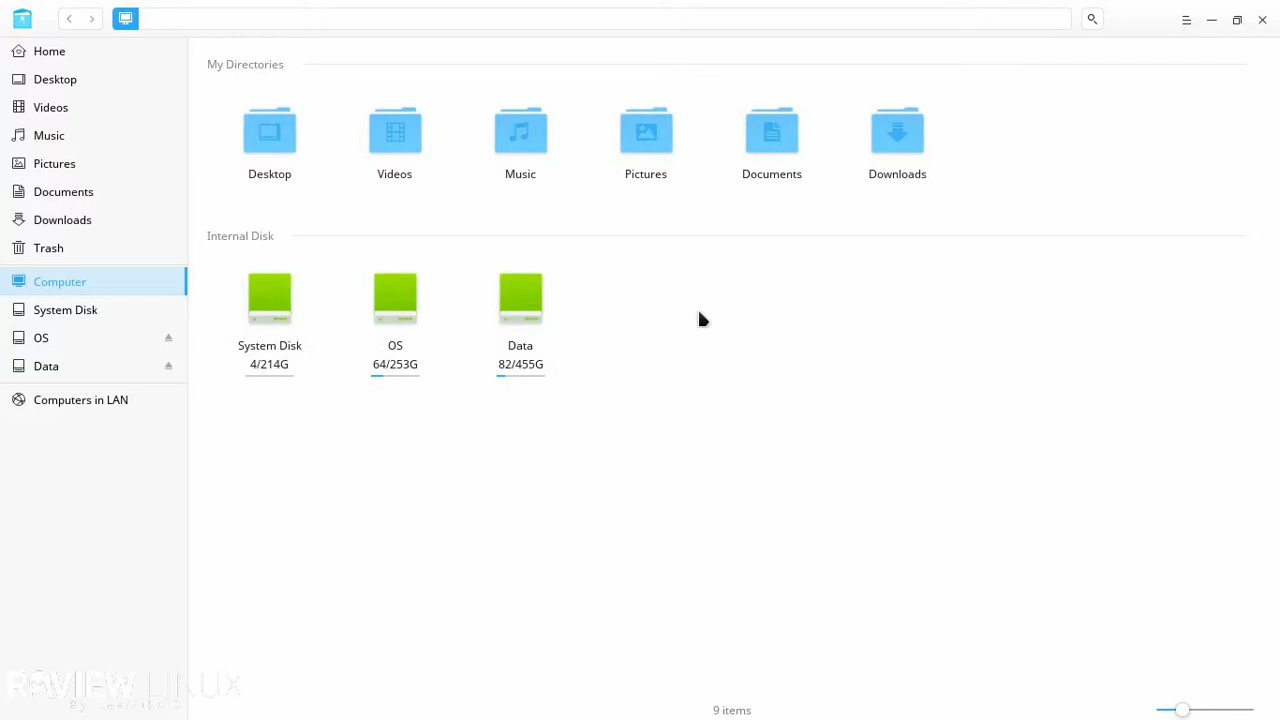 Home
Desktop
Videos
Music
Pictures
Documents
Downloads
Trash
Computer
System Disk
OS
Data
Computers in LAN
My Directories
Desktop
Videos
Music
Pictures
Documents
Downloads
Internal Disk
System Disk
4/214G
OS
64/253G
Data
82/455G
9 items
REVIEW LINUX